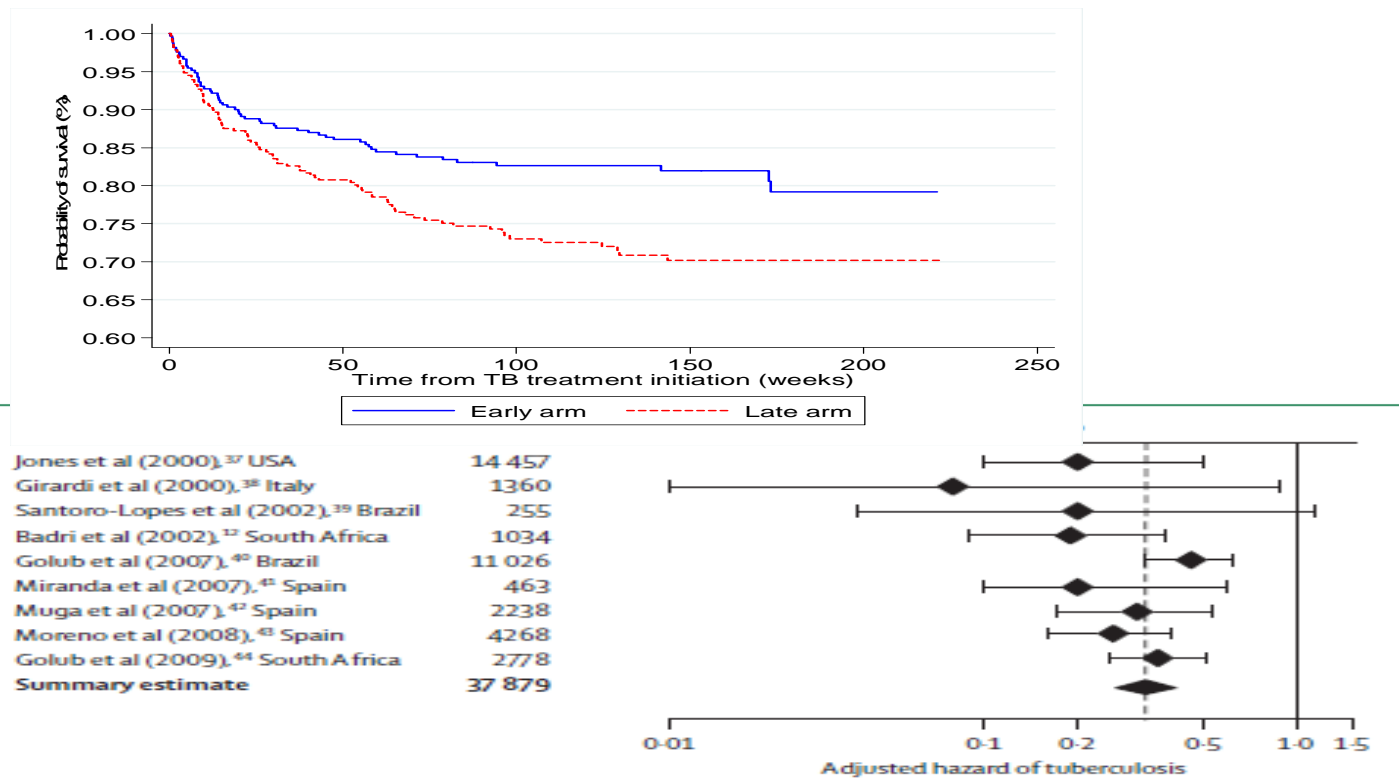 1.00
0.95
0.90
0.85
0.80
0.75
0.70
0.65
0.60
Probability of survival (%)
0 50 100 150 200 250
Time from TB treatment initiation (weeks)
Early arm Late arm
Jones et al (2000),³⁷ USA 14 457
Girardi et al (2000),³⁸ Italy 1360
Santoro-Lopes et al (2002),³⁹ Brazil 255
Badri et al (2002),¹² South Africa 1034
Golub et al (2007),⁴⁰ Brazil 11 026
Miranda et al (2007),⁴¹ Spain 463
Muga et al (2007),⁴² Spain 2238
Moreno et al (2008),⁴³ Spain 4268
Golub et al (2009),⁴⁴ South Africa 2778
Summary estimate 37 879
0·01 0·1 0·2 0·5 1·0 1·5
Adjusted hazard of tuberculosis